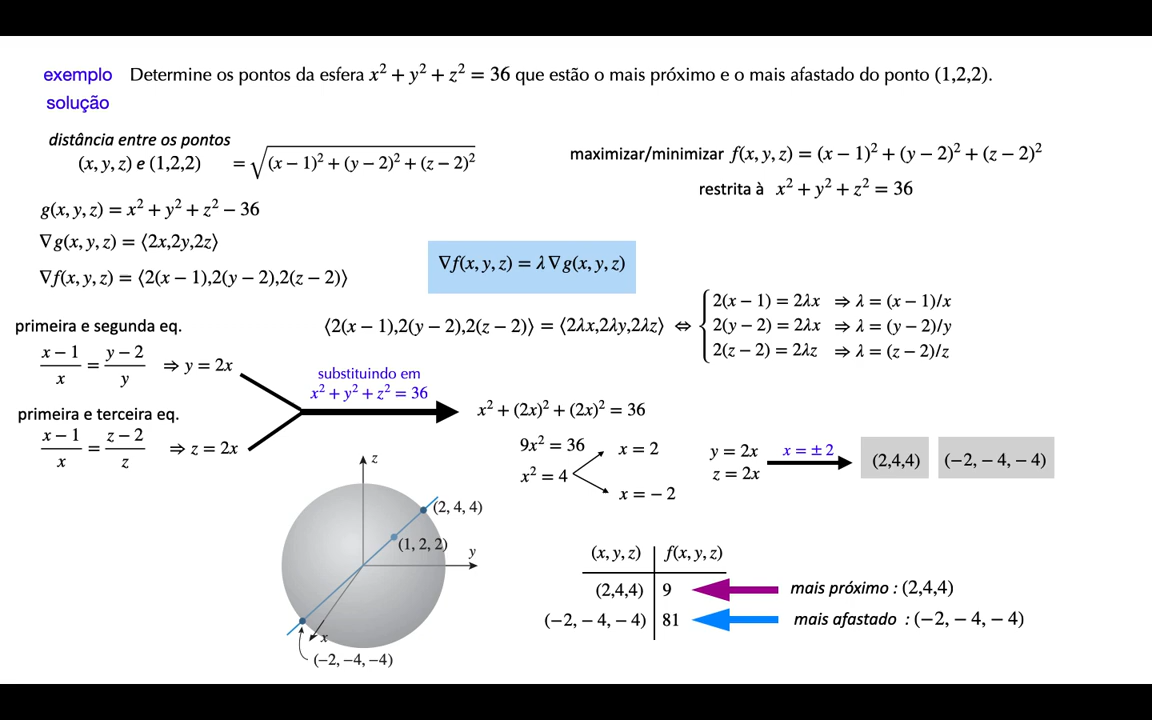 exemplo Determine os pontos da esfera x² + y² + z² = 36 que estão o mais próximo e o mais afastado do ponto (1,2,2).
solução
distância entre os pontos
(x, y, z) e (1,2,2) = √((x − 1)² + (y − 2)² + (z − 2)²)
maximizar/minimizar f(x, y, z) = (x − 1)² + (y − 2)² + (z − 2)²
restrita à x² + y² + z² = 36
g(x, y, z) = x² + y² + z² − 36
∇g(x, y, z) = ⟨2x,2y,2z⟩
∇f(x, y, z) = ⟨2(x − 1),2(y − 2),2(z − 2)⟩
∇f(x, y, z) = λ∇g(x, y, z)
⟨2(x − 1),2(y − 2),2(z − 2)⟩ = ⟨2λx,2λy,2λz⟩ ⇔
2(x − 1) = 2λx ⇒ λ = (x − 1)/x
2(y − 2) = 2λx ⇒ λ = (y − 2)/y
2(z − 2) = 2λz ⇒ λ = (z − 2)/z
primeira e segunda eq.
(x − 1)/x = (y − 2)/y ⇒ y = 2x
primeira e terceira eq.
(x − 1)/x = (z − 2)/z ⇒ z = 2x
substituindo em
x² + y² + z² = 36
x² + (2x)² + (2x)² = 36
9x² = 36
x² = 4
x = 2
x = − 2
y = 2x
z = 2x
x = ± 2
(2,4,4)
(−2, − 4, − 4)
z
(2, 4, 4)
(1, 2, 2)
y
x
(−2, −4, −4)
(x, y, z) f(x, y, z)
(2,4,4) 9
mais próximo : (2,4,4)
(−2, − 4, − 4) 81
mais afastado : (−2, − 4, − 4)